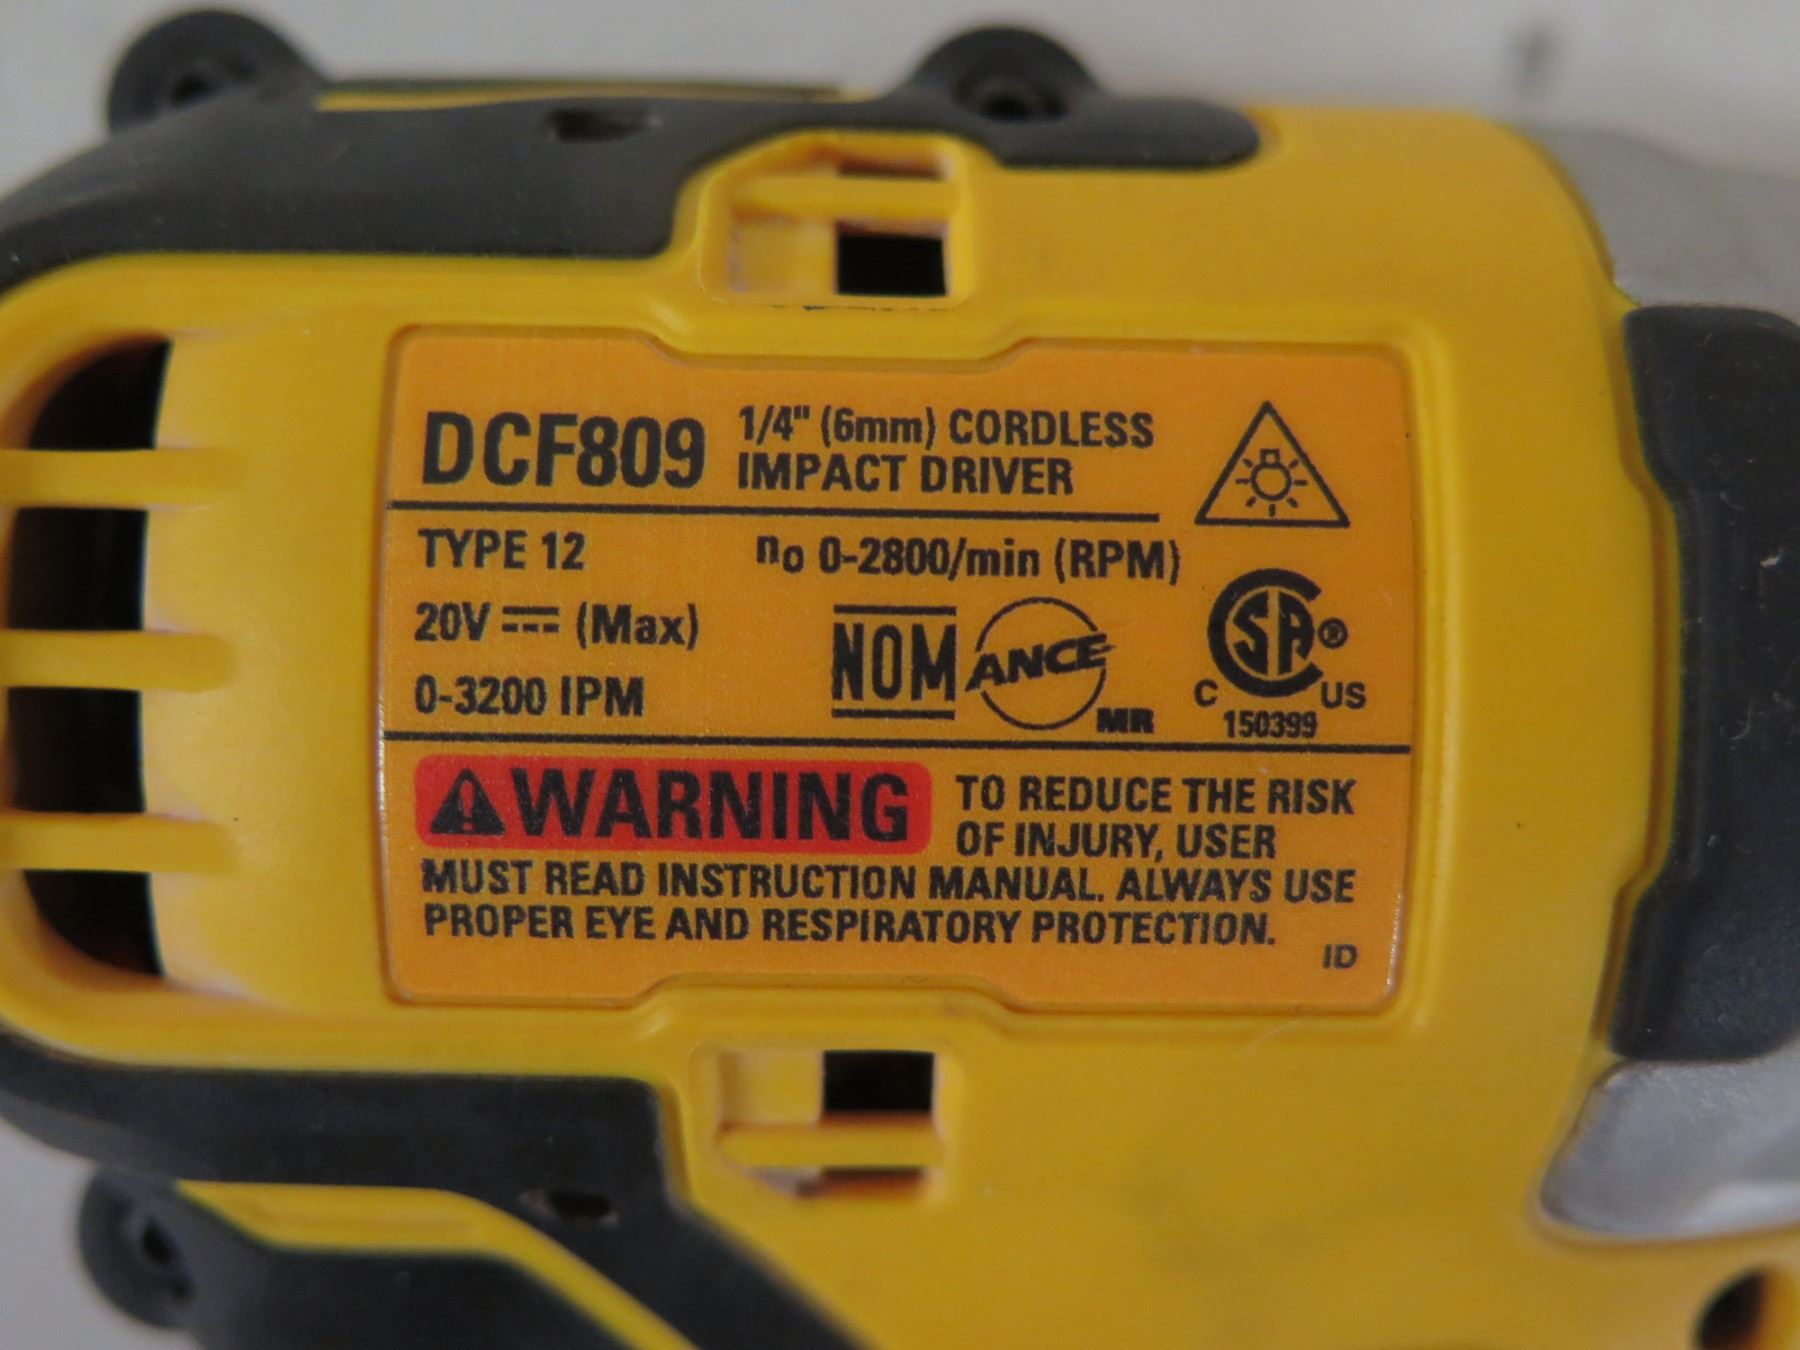 DCF809 1/4" (6mm) CORDLESS
IMPACT DRIVER
TYPE 12 no 0-2800/min (RPM)
20V ⎓ (Max)
0-3200 IPM
NOM ANCE MR
CSA®
C US
150399
WARNING TO REDUCE THE RISK
OF INJURY, USER
MUST READ INSTRUCTION MANUAL. ALWAYS USE
PROPER EYE AND RESPIRATORY PROTECTION.
ID